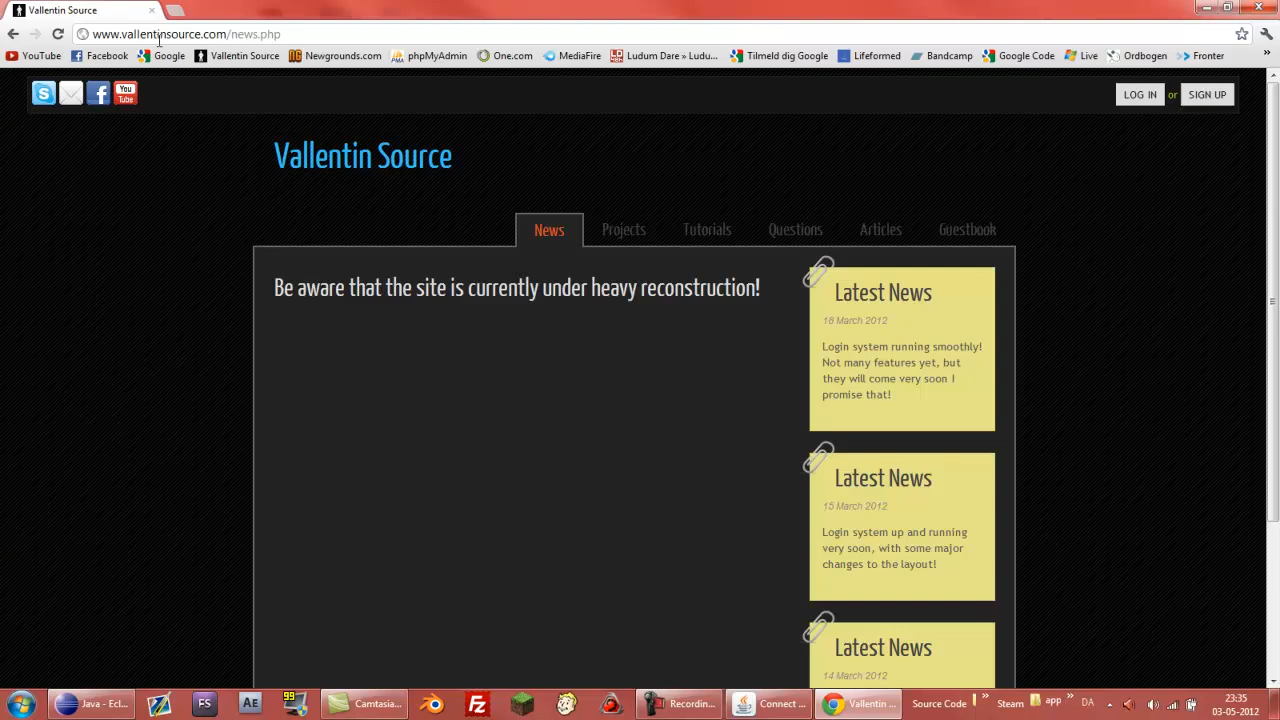 Vallentin Source
www.vallentinsource.com/news.php
YouTube Facebook Google Vallentin Source Newgrounds.com phpMyAdmin One.com MediaFire Ludum Dare » Ludu... Tilmeld dig Google Lifeformed Bandcamp Google Code Live Ordbogen Fronter »
You Tube
LOG IN or SIGN UP
Vallentin Source
News Projects Tutorials Questions Articles Guestbook
Be aware that the site is currently under heavy reconstruction!
Latest News
18 March 2012
Login system running smoothly!
Not many features yet, but
they will come very soon I
promise that!
Latest News
15 March 2012
Login system up and running
very soon, with some major
changes to the layout!
Latest News
14 March 2012
Java - Ecl... FS AE 99 Camtasia... Fz Recordin... Connect ... Vallentin ... Source Code » Steam app » DA 23:35
03-05-2012